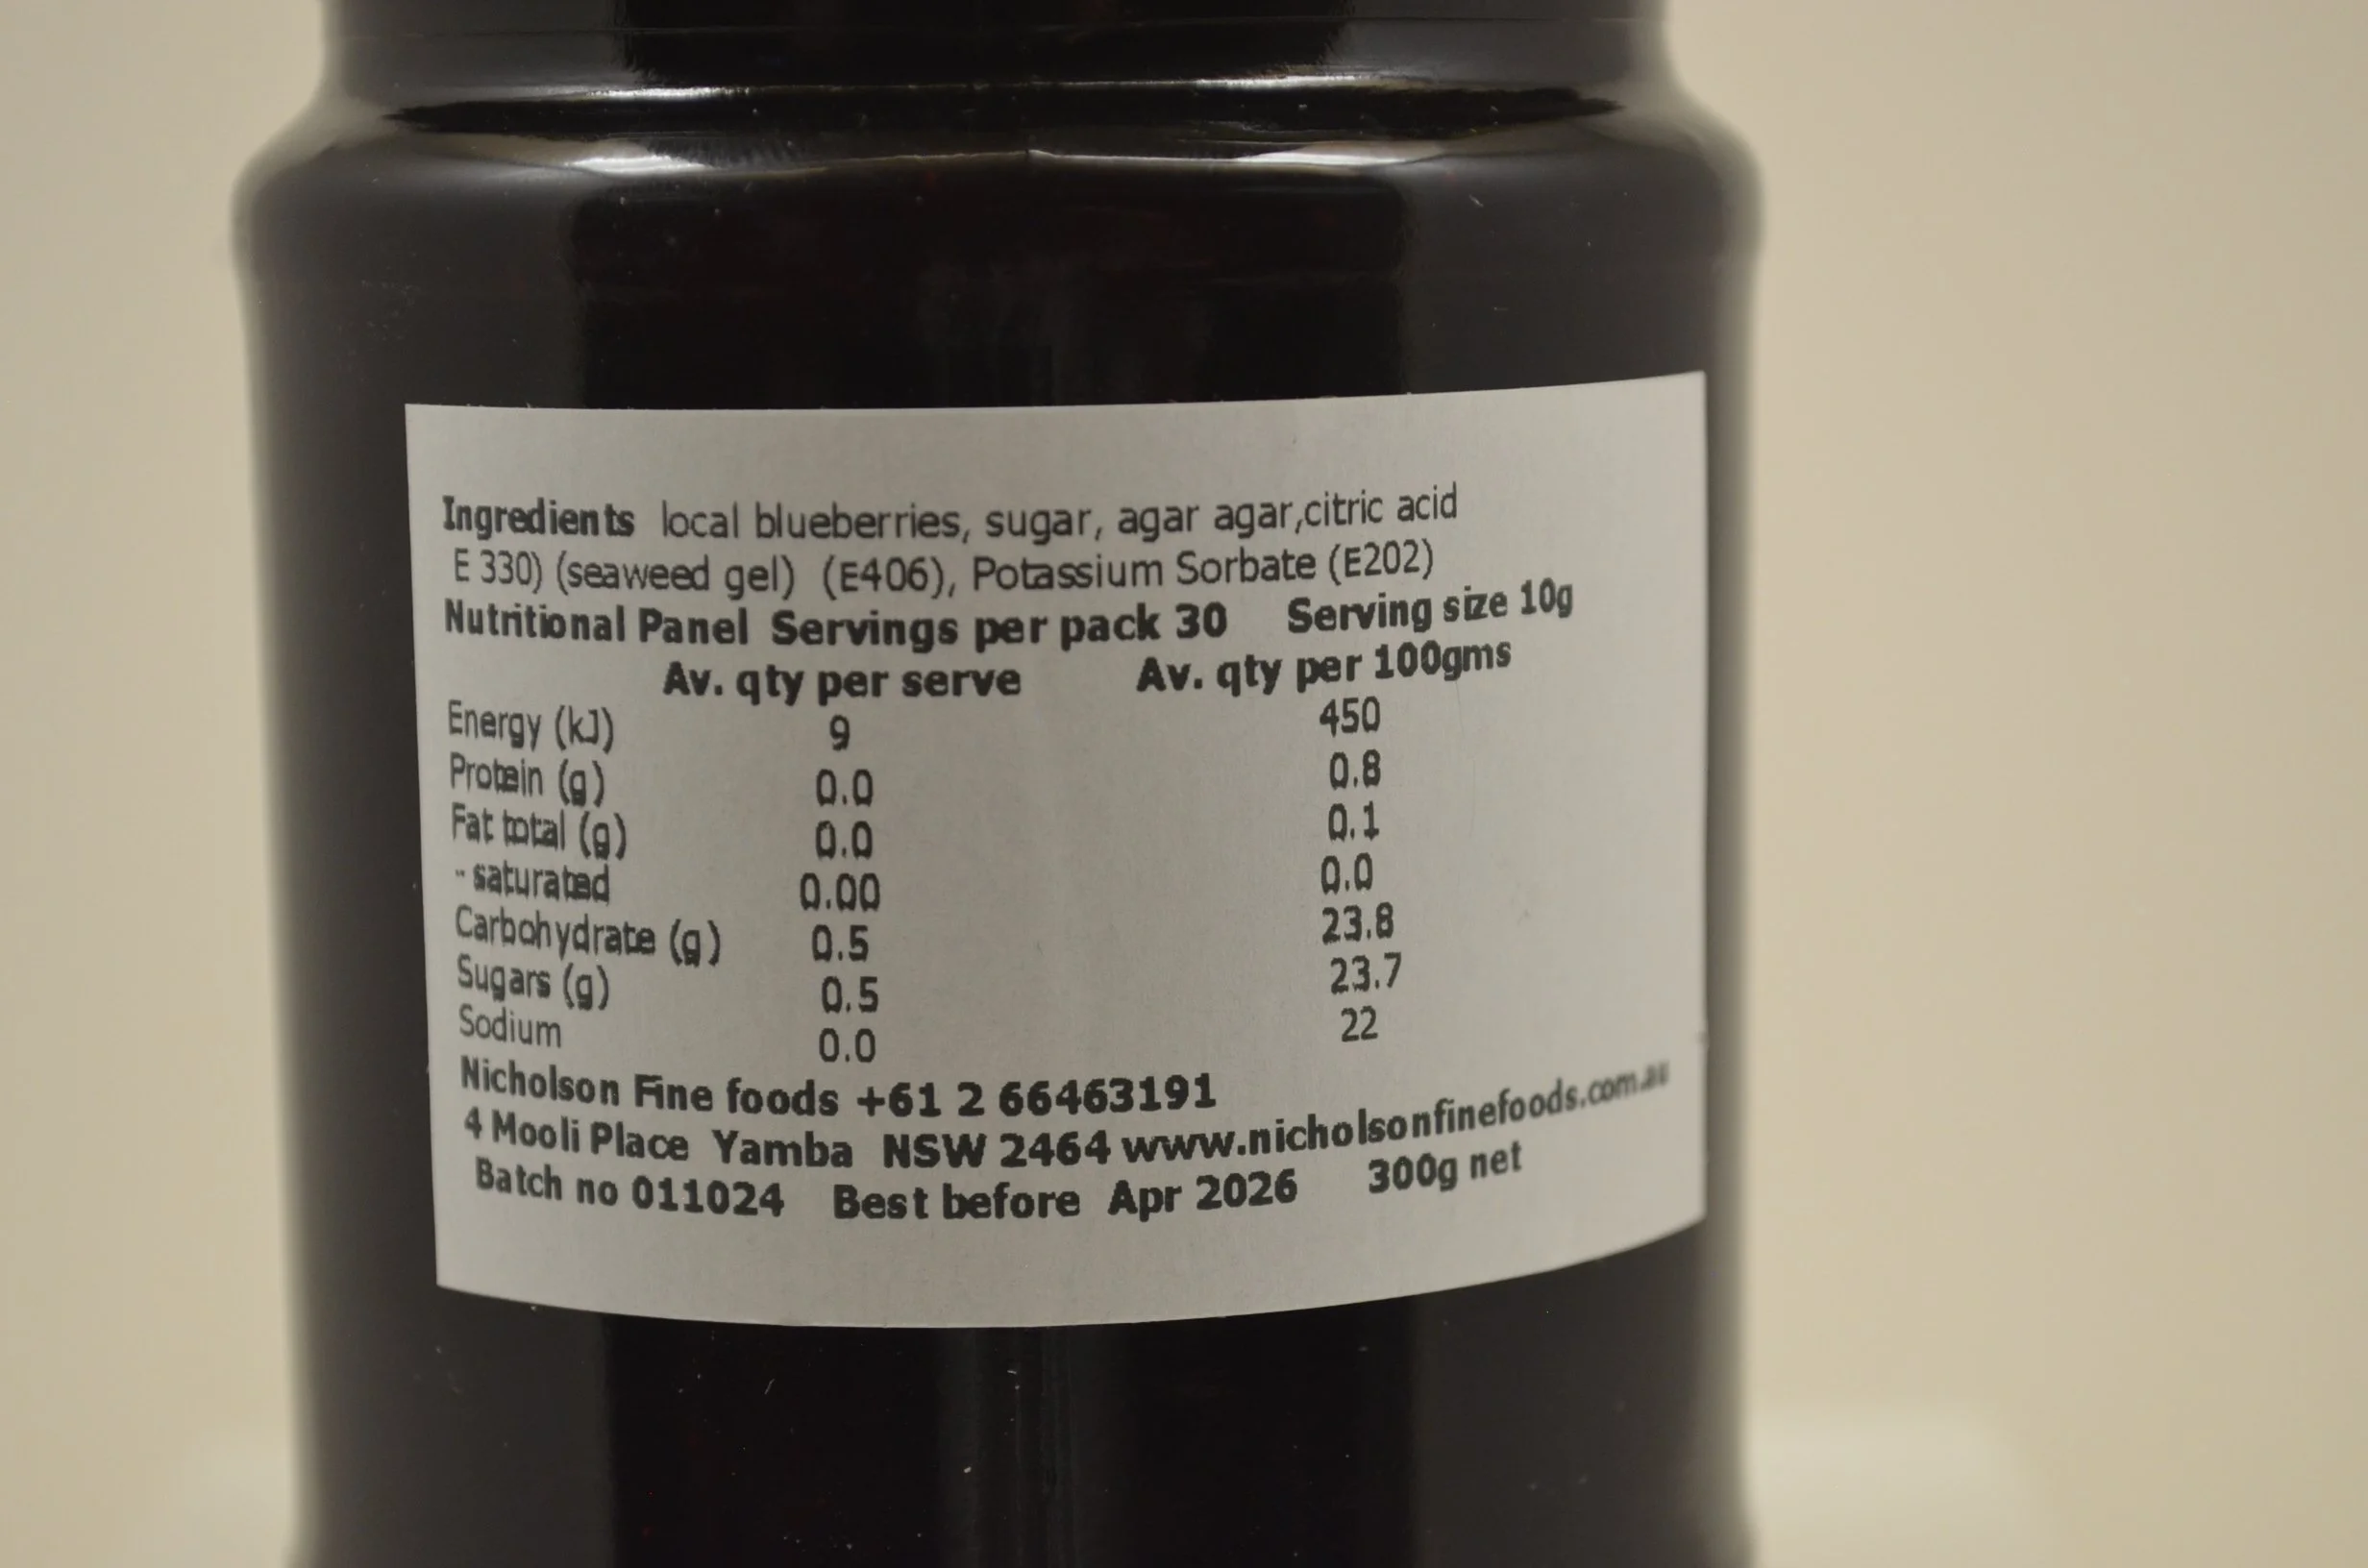 Ingredients local blueberries, sugar, agar agar,citric acid
E 330) (seaweed gel) (E406), Potassium Sorbate (E202)
Nutritional Panel Servings per pack 30 Serving size 10g
Av. qty per serve Av. qty per 100gms
Energy (kJ) 9 450
Protein (g) 0.0 0.8
Fat total (g) 0.0 0.1
- saturated 0.00 0.0
Carbohydrate (g) 0.5 23.8
Sugars (g) 0.5 23.7
Sodium 0.0 22
Nicholson Fine foods +61 2 66463191
4 Mooli Place Yamba NSW 2464 www.nicholsonfinefoods.com.au
Batch no 011024 Best before Apr 2026 300g net